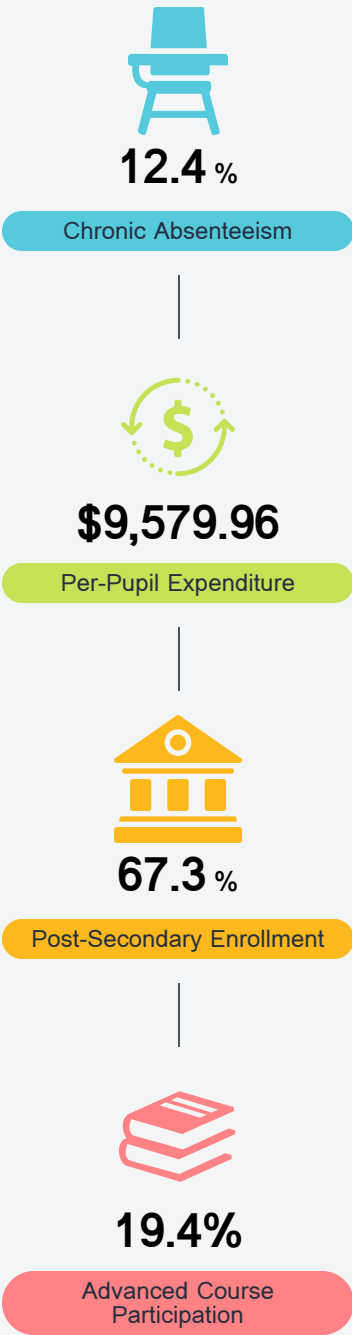 12.4 %
Chronic Absenteeism
$
$9,579.96
Per-Pupil Expenditure
67.3 %
Post-Secondary Enrollment
19.4%
Advanced Course
Participation